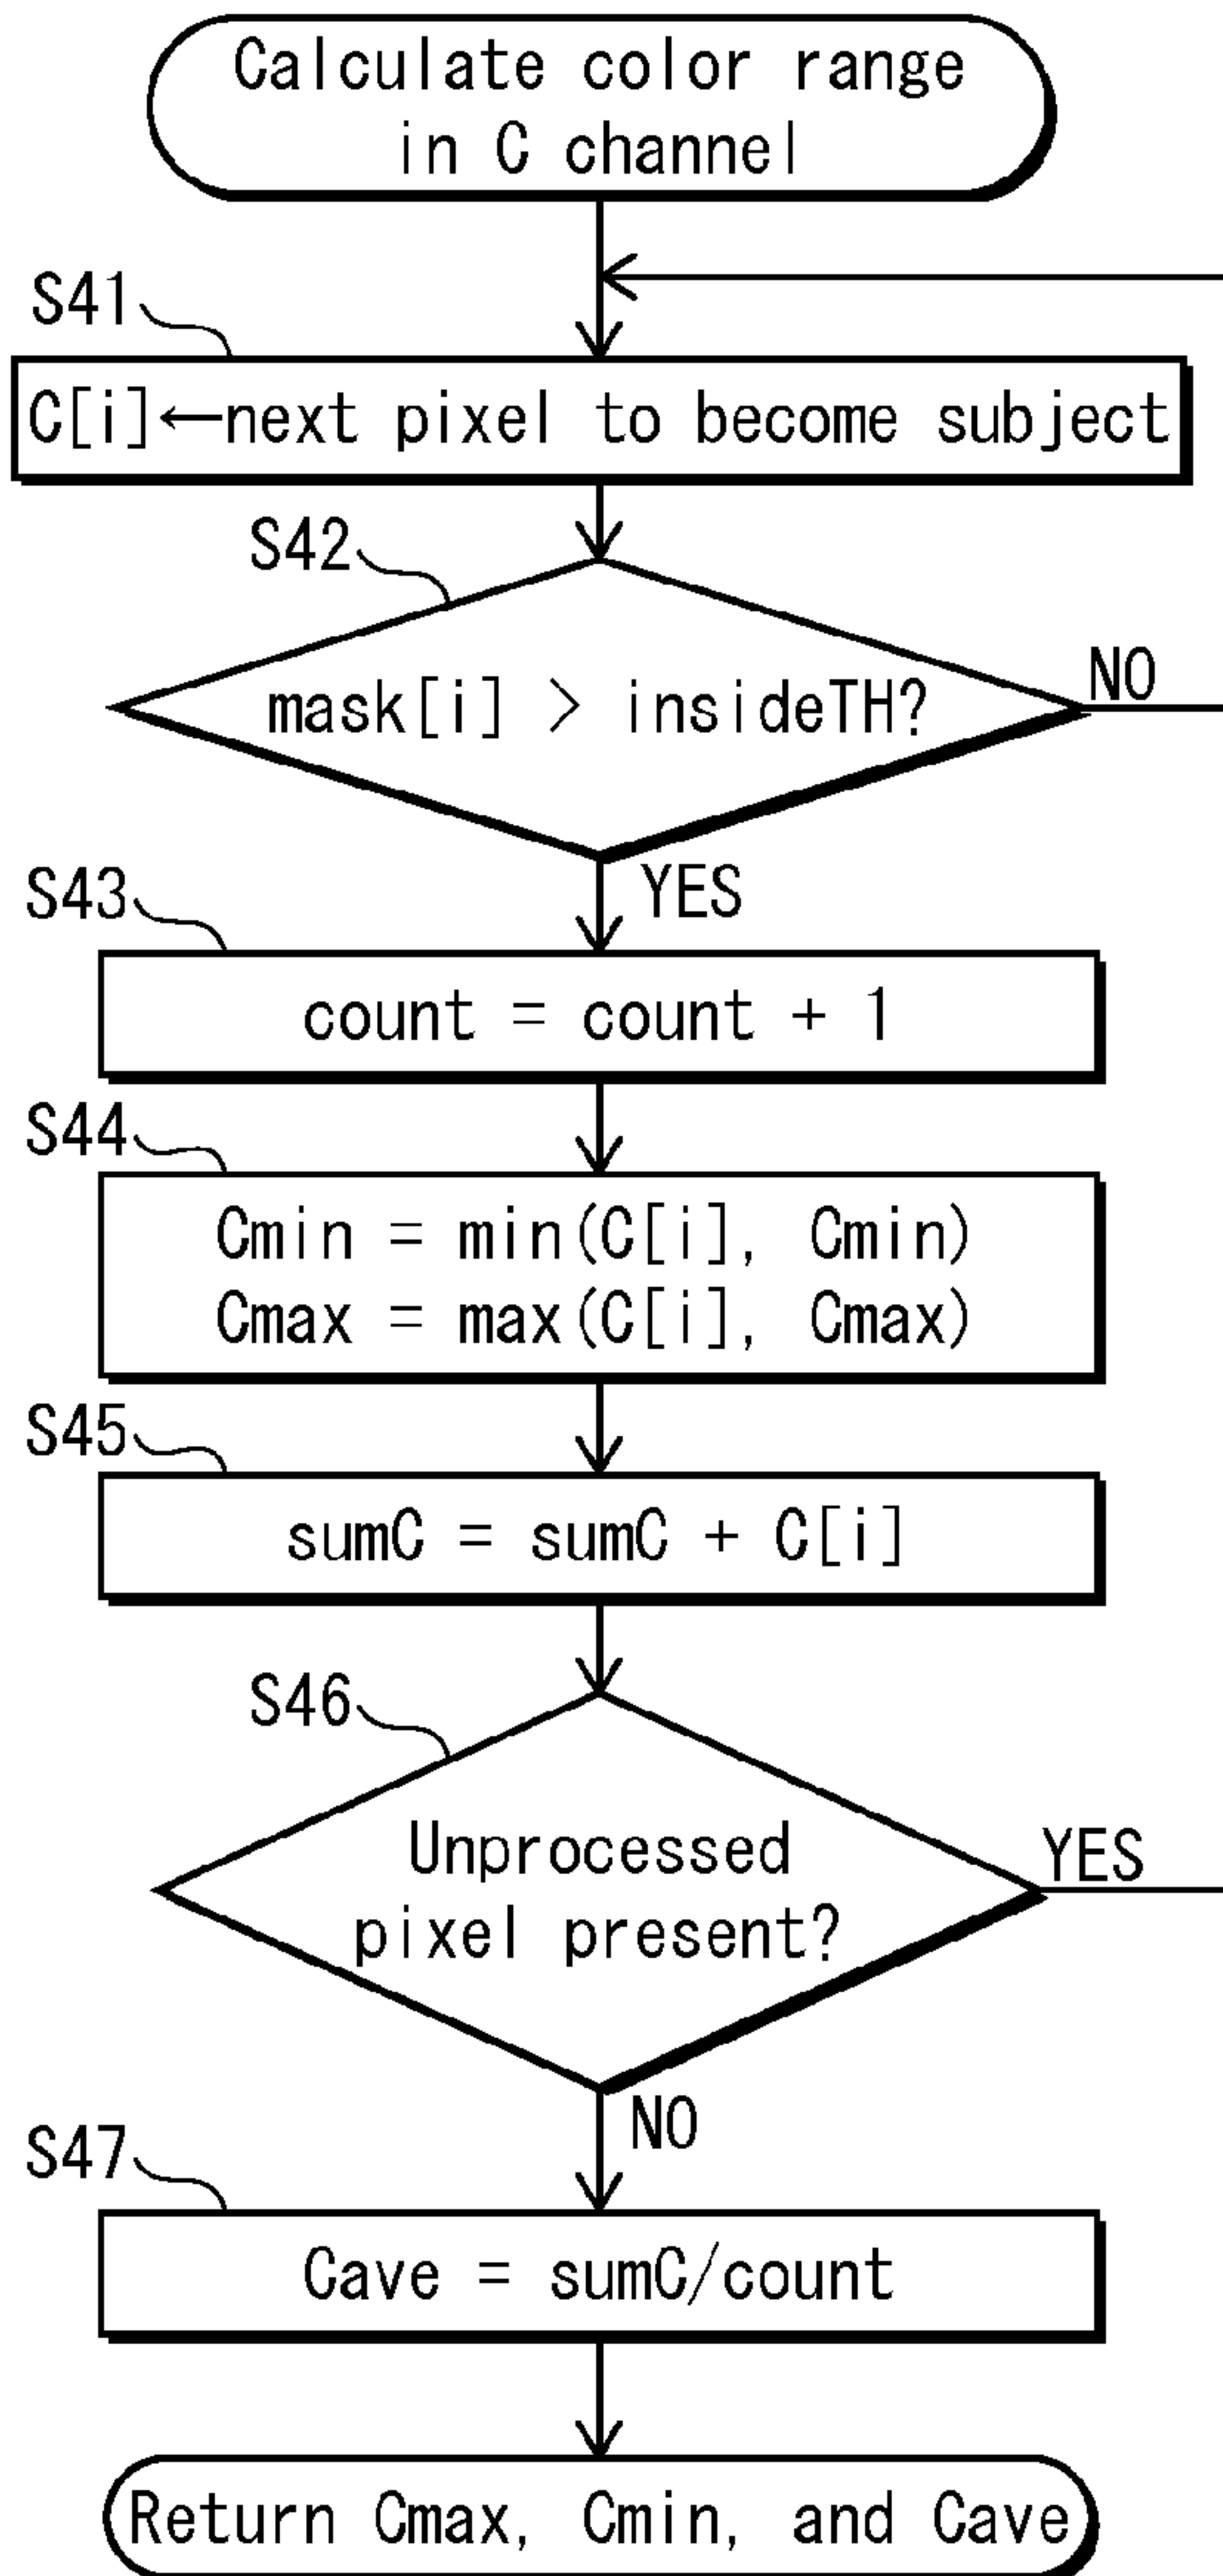 Calculate color range
in C channel
S41
C[i]←next pixel to become subject
S42
mask[i] > insideTH?
NO
YES
S43
count = count + 1
S44
Cmin = min(C[i], Cmin)
Cmax = max(C[i], Cmax)
S45
sumC = sumC + C[i]
S46
Unprocessed
pixel present?
YES
NO
S47
Cave = sumC/count
Return Cmax, Cmin, and Cave